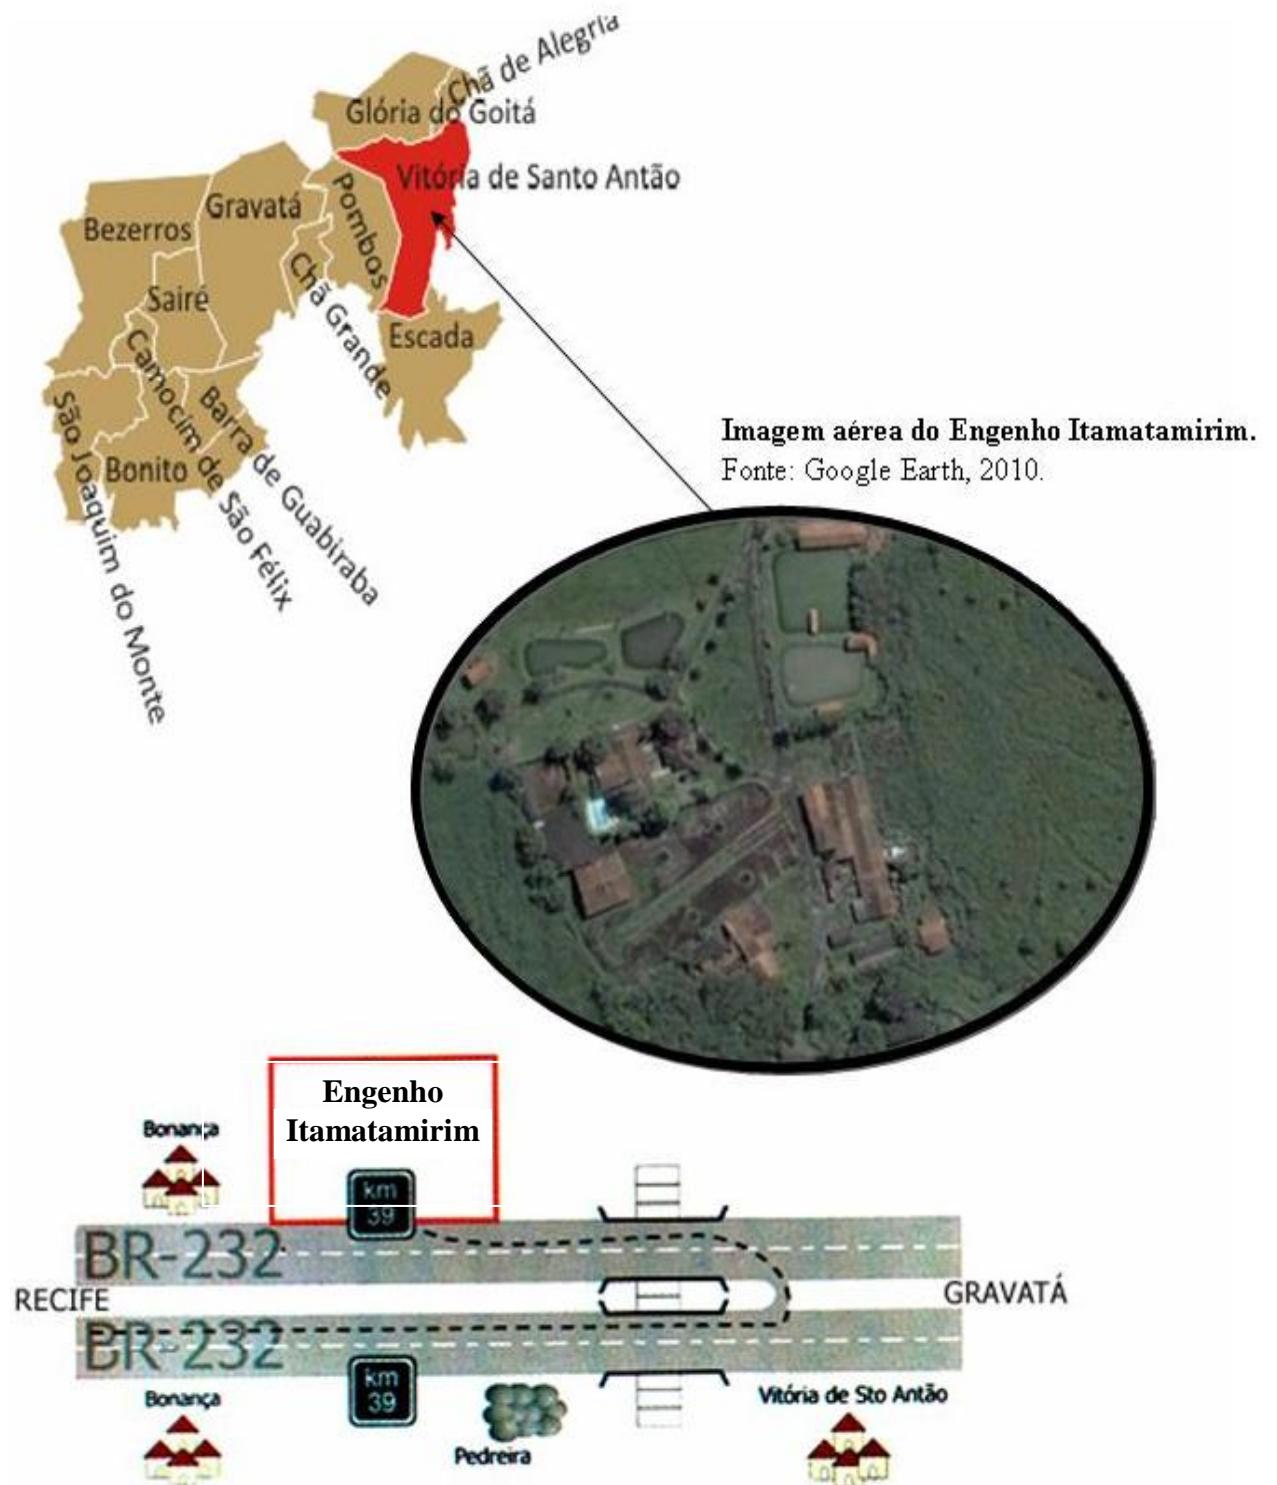 Chã de Alegria
Glória do Goitá
Vitória de Santo Antão
Pombos
Gravatá
Bezerros
Chã Grande
Sairé
Escada
Camocim de São Félix
Barra de Guabiraba
São Joaquim do Monte
Bonito
Imagem aérea do Engenho Itamatamirim.
Fonte: Google Earth, 2010.
Engenho
Itamatamirim
Bonança
km
39
BR-232
RECIFE
GRAVATÁ
BR-232
km
39
Bonança
Vitória de Sto Antão
Pedreira